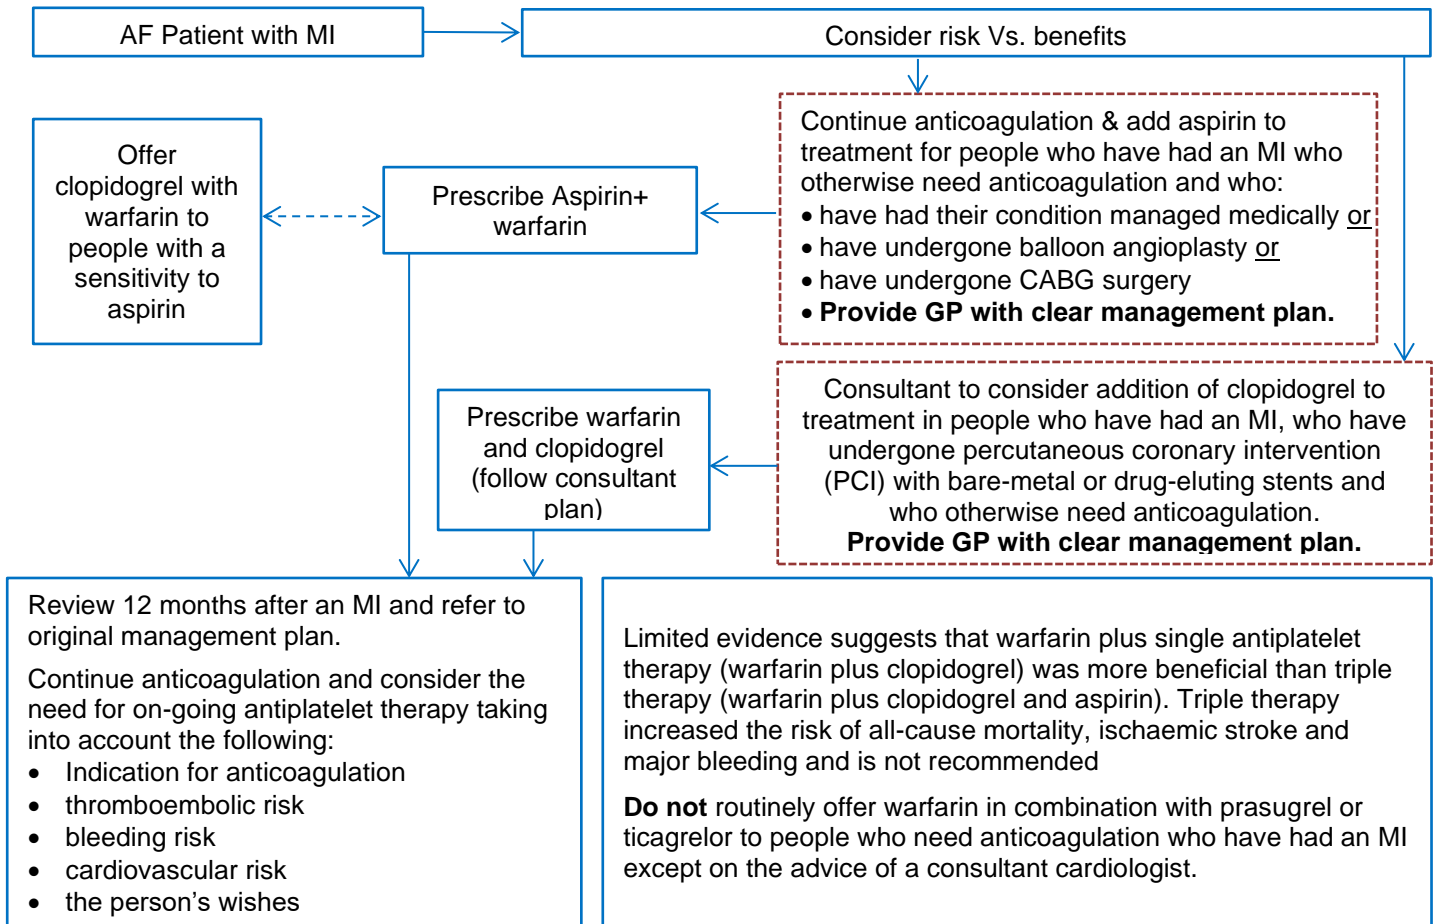 AF Patient with MI
Consider risk Vs. benefits
Continue anticoagulation & add aspirin to
treatment for people who have had an MI who
otherwise need anticoagulation and who:
• have had their condition managed medically or
• have undergone balloon angioplasty or
• have undergone CABG surgery
• Provide GP with clear management plan.
Prescribe Aspirin+
warfarin
Offer
clopidogrel with
warfarin to
people with a
sensitivity to
aspirin
Consultant to consider addition of clopidogrel to
treatment in people who have had an MI, who have
undergone percutaneous coronary intervention
(PCI) with bare-metal or drug-eluting stents and
who otherwise need anticoagulation.
Provide GP with clear management plan.
Prescribe warfarin
and clopidogrel
(follow consultant
plan)
Review 12 months after an MI and refer to
original management plan.
Continue anticoagulation and consider the
need for on-going antiplatelet therapy taking
into account the following:
• Indication for anticoagulation
• thromboembolic risk
• bleeding risk
• cardiovascular risk
• the person's wishes
Limited evidence suggests that warfarin plus single antiplatelet
therapy (warfarin plus clopidogrel) was more beneficial than triple
therapy (warfarin plus clopidogrel and aspirin). Triple therapy
increased the risk of all-cause mortality, ischaemic stroke and
major bleeding and is not recommended
Do not routinely offer warfarin in combination with prasugrel or
ticagrelor to people who need anticoagulation who have had an MI
except on the advice of a consultant cardiologist.